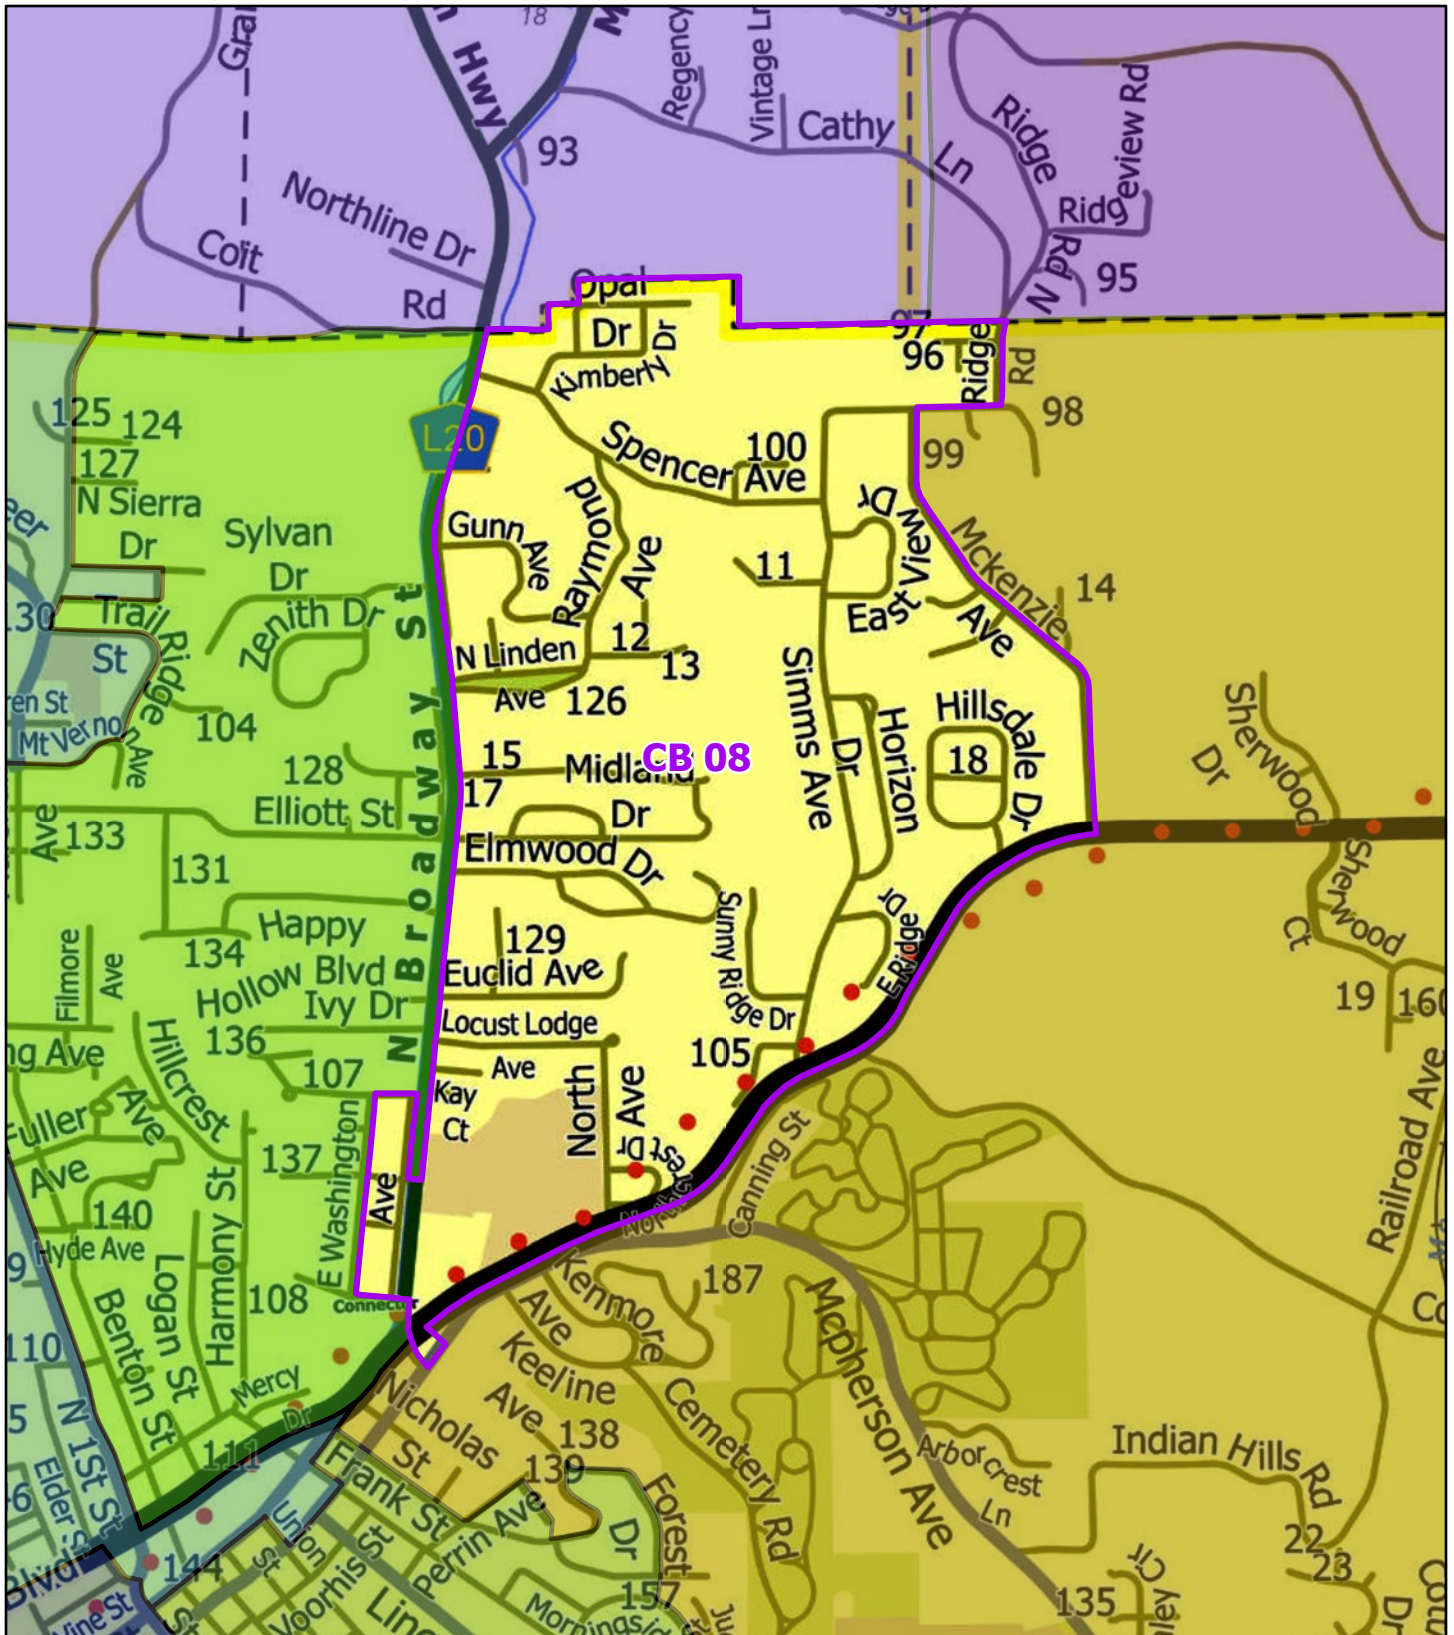 18
Hwy
Regency
Vintage Ln
Cathy
Ln
Ridge
Rd N
Ridgeview Rd
93
95
Northline Dr
Coit
Rd
Opal
Dr
Kimberly Dr
97
96
Ridge
Rd
98
99
125
124
127
N Sierra
Dr
L20
Spencer
Ave
100
Sylvan
Dr
Gunn
Ave
Raymond
Ave
11
East View Dr
Mckenzie
Ave
14
130
Trail Ridge
St
Zenith Dr
N Linden
Ave
12
13
126
Mt Vernon Ave
104
N Broadway St
15
Midland
Dr
17
CB 08
Simms Ave
Horizon
Dr
Hillsdale Dr
18
Sherwood
Dr
128
Elliott St
Ave
133
131
Elmwood Dr
Happy
Hollow Blvd
134
Filmore
Ave
129
Euclid Ave
Sunny Ridge Dr
E Ridge Dr
Sherwood
Ct
Ivy Dr
136
Locust Lodge
Ave
19
160
Hillcrest
Ave
107
105
Kay
Ct
North
Ave
Northcrest Dr
Canning St
Railroad Ave
Fuller
Ave
137
E Washington
Ave
140
Hyde Ave
Harmony St
Logan St
Benton St
108
Connector
187
Kenmore
Ave
Keeline
Ave
Mcpherson Ave
110
N 1St St
Elder St
Mercy
Dr
111
Nicholas
St
138
139
Cemetery Rd
Arborcrest
Ln
Indian Hills Rd
Frank St
Union
St
Perrin Ave
Forest
Dr
22
23
Blvd
144
Voorhis St
157
135
Vine St
St
Dr